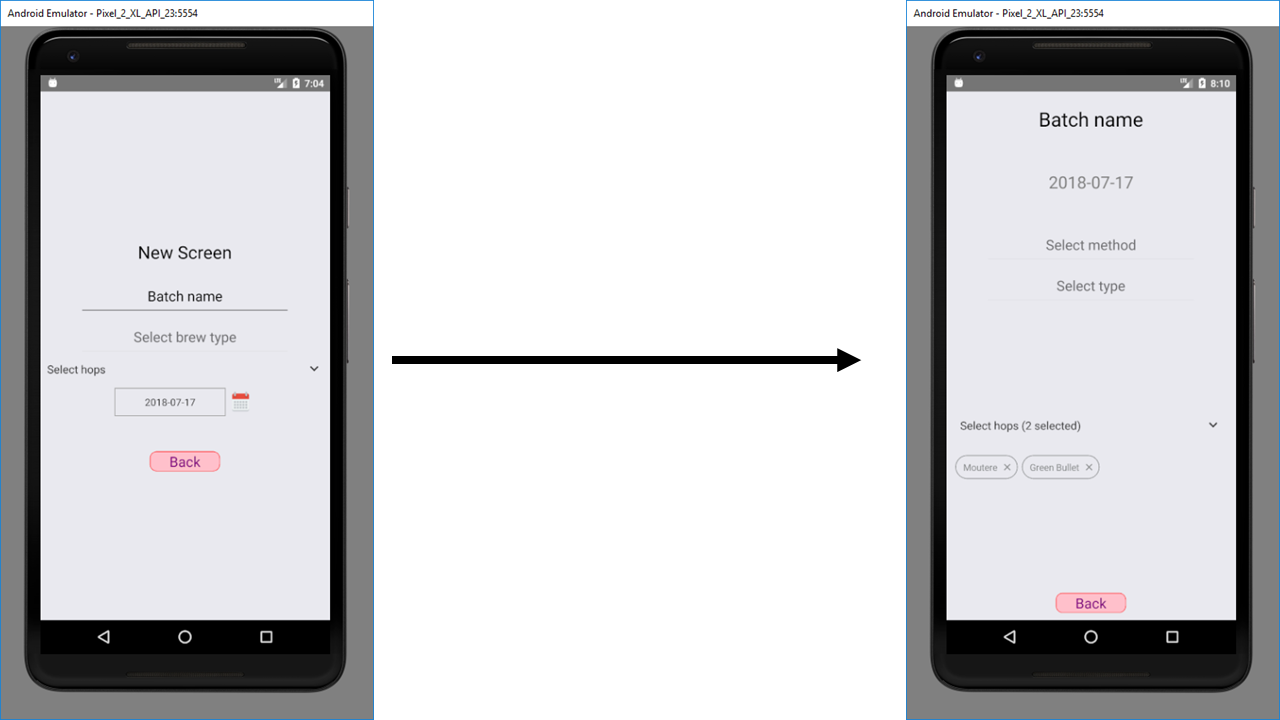 Android Emulator - Pixel_2_XL_API_23:5554
LTE 7:04
New Screen
Batch name
Select brew type
Select hops
2018-07-17
Back
Android Emulator - Pixel_2_XL_API_23:5554
LTE 8:10
Batch name
2018-07-17
Select method
Select type
Select hops (2 selected)
Moutere ✕ Green Bullet ✕
Back